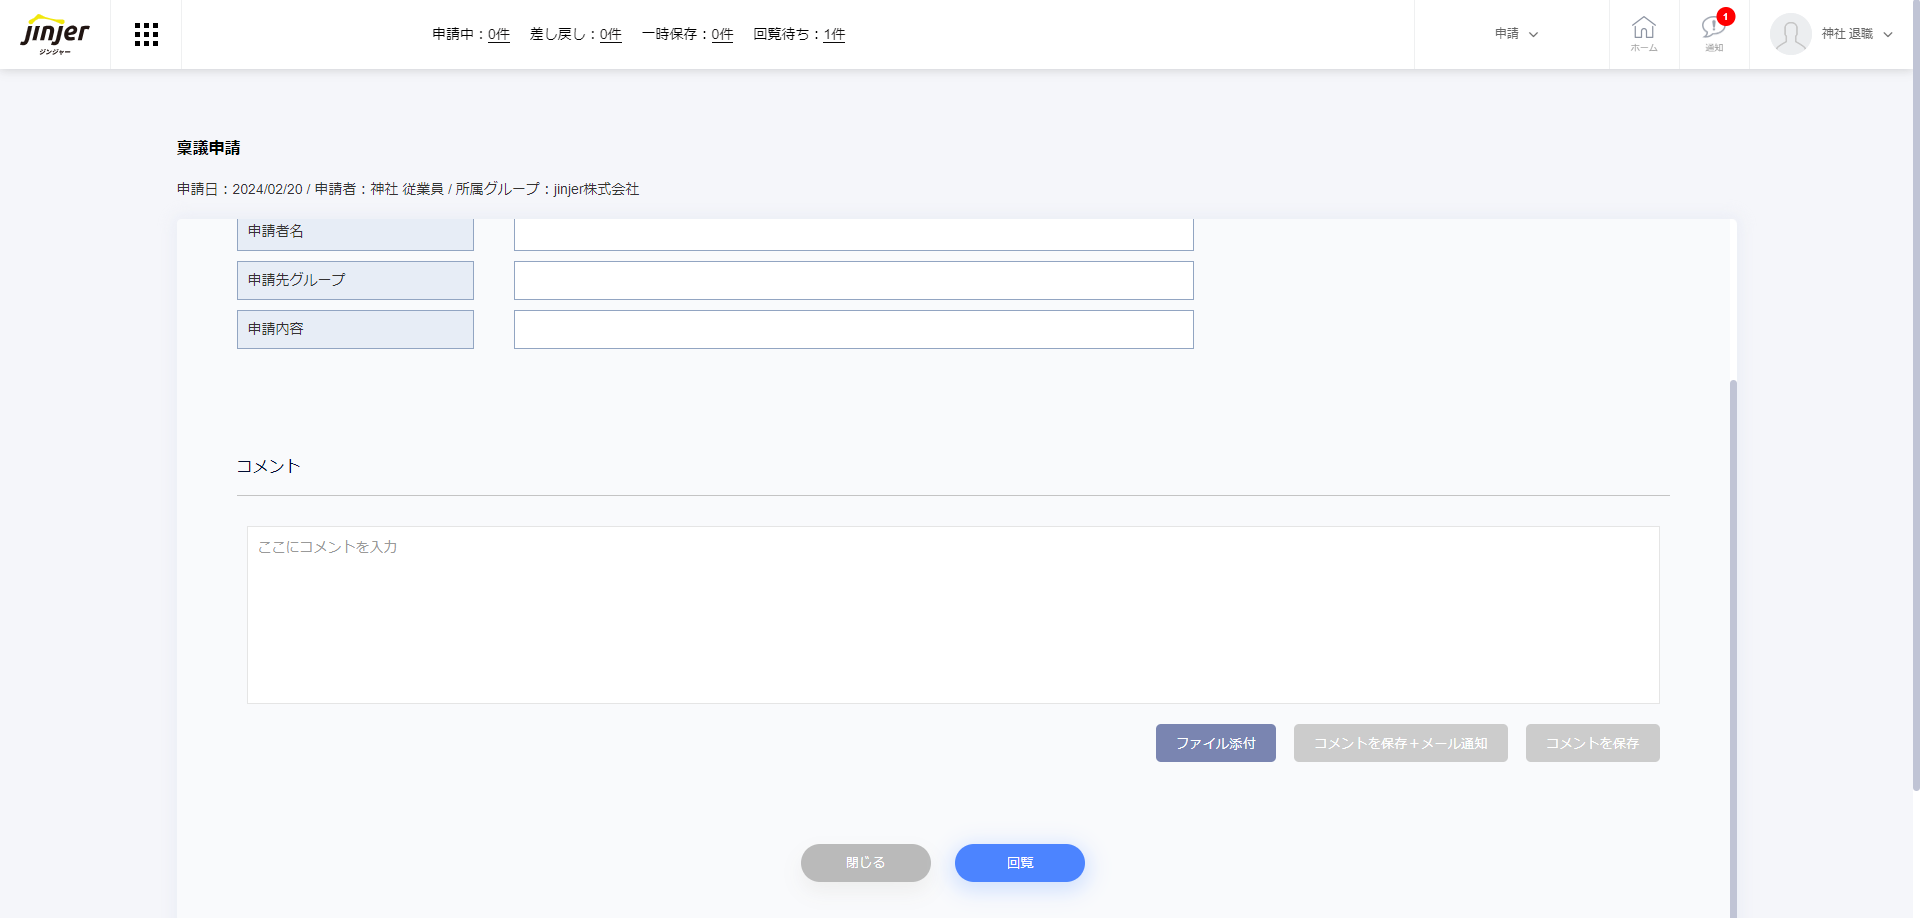 jinjer
ジンジャー
申請中：0件 差し戻し：0件 一時保存：0件 回覧待ち：1件
申請
ホーム
1
通知
神社 退職
稟議申請
申請日：2024/02/20 / 申請者：神社 従業員 / 所属グループ：jinjer株式会社
申請者名
申請先グループ
申請内容
コメント
ここにコメントを入力
ファイル添付 コメントを保存＋メール通知 コメントを保存
閉じる 回覧